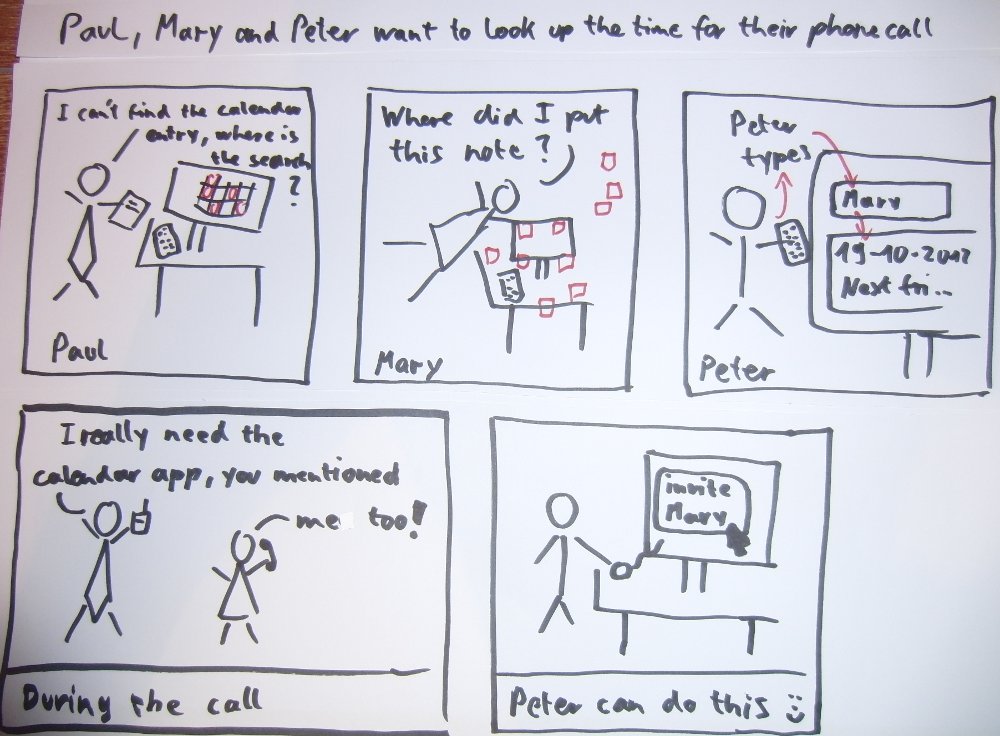 Paul, Mary and Peter want to look up the time for their phone call
I can't find the calendar
entry, where is
the search
?
Paul
Where did I put
this note?
Mary
Peter
types
Mary
19-10-2012
Next fri...
Peter
I really need the
calendar app, you mentioned
me too!
During the call
invite
Mary
Peter can do this :)